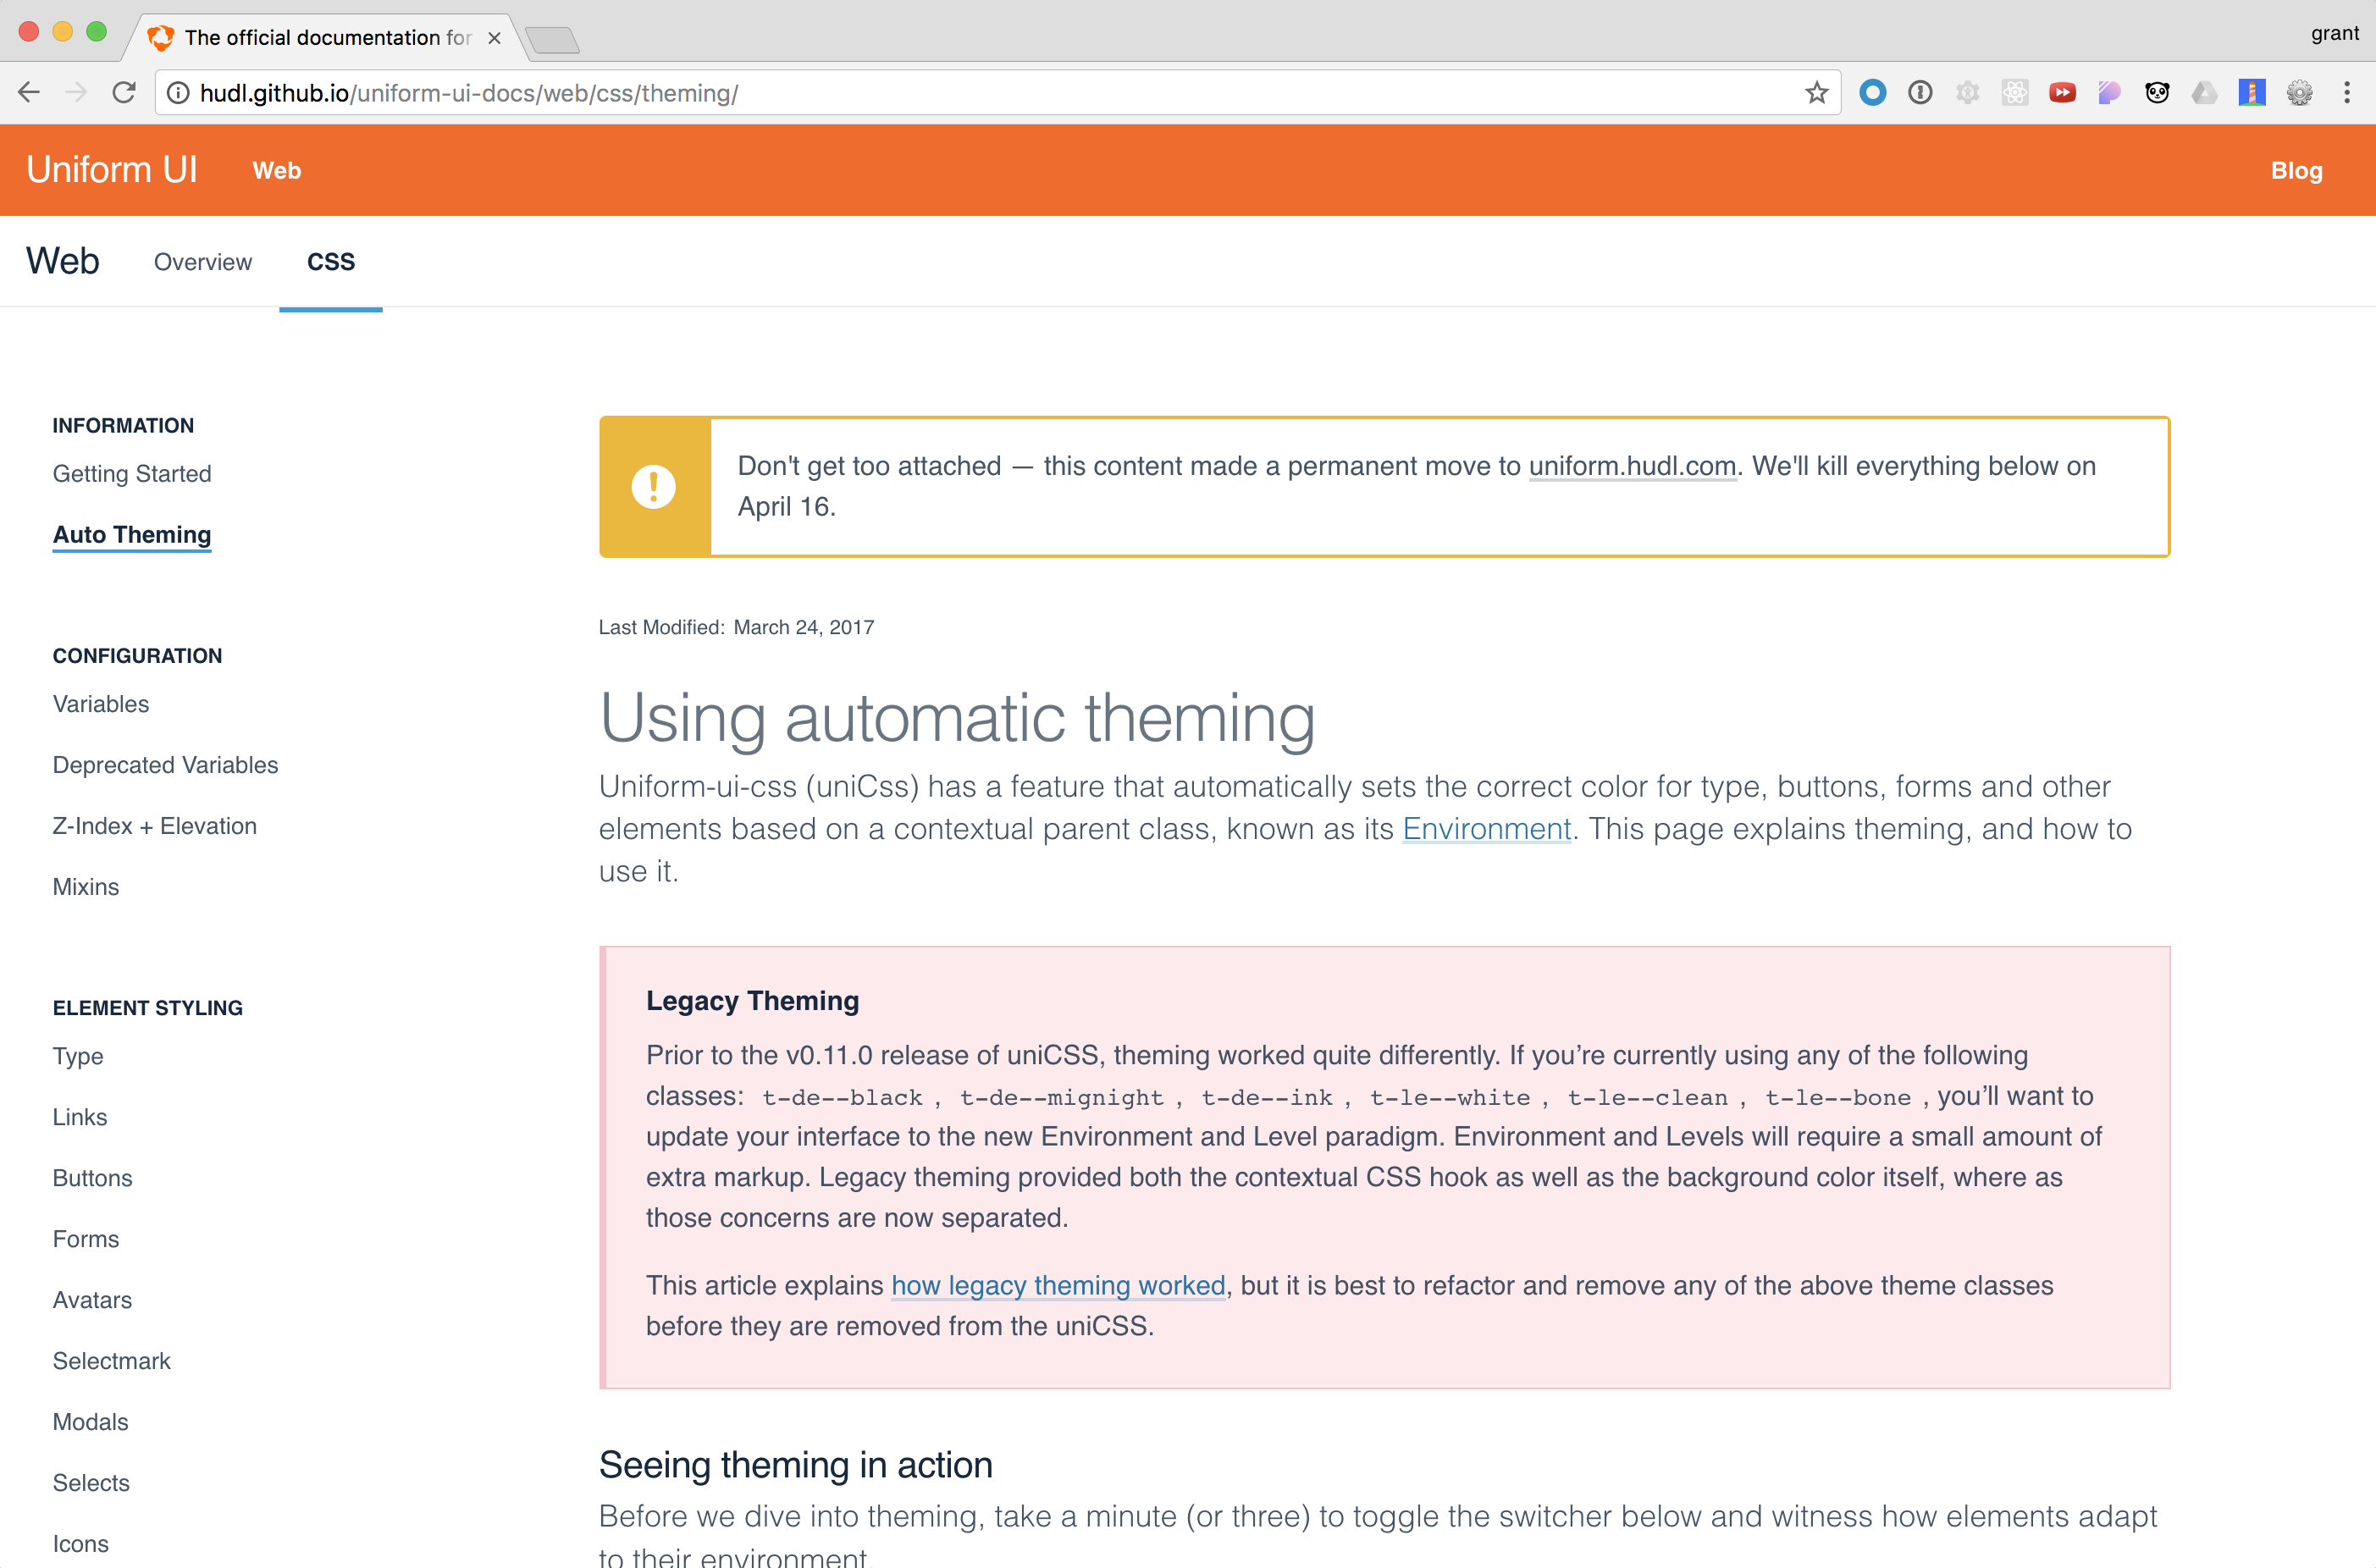 The official documentation for
grant
hudl.github.io/uniform-ui-docs/web/css/theming/
Uniform UI
Web
Blog
Web
Overview
CSS
INFORMATION
Getting Started
Auto Theming
CONFIGURATION
Variables
Deprecated Variables
Z-Index + Elevation
Mixins
ELEMENT STYLING
Type
Links
Buttons
Forms
Avatars
Selectmark
Modals
Selects
Icons
Don't get too attached — this content made a permanent move to uniform.hudl.com. We'll kill everything below on
April 16.
Last Modified: March 24, 2017
Using automatic theming
Uniform-ui-css (uniCss) has a feature that automatically sets the correct color for type, buttons, forms and other
elements based on a contextual parent class, known as its Environment. This page explains theming, and how to
use it.
Legacy Theming
Prior to the v0.11.0 release of uniCSS, theming worked quite differently. If you’re currently using any of the following
classes: t-de--black , t-de--mignight , t-de--ink , t-le--white , t-le--clean , t-le--bone , you’ll want to
update your interface to the new Environment and Level paradigm. Environment and Levels will require a small amount of
extra markup. Legacy theming provided both the contextual CSS hook as well as the background color itself, where as
those concerns are now separated.
This article explains how legacy theming worked, but it is best to refactor and remove any of the above theme classes
before they are removed from the uniCSS.
Seeing theming in action
Before we dive into theming, take a minute (or three) to toggle the switcher below and witness how elements adapt
to their environment.